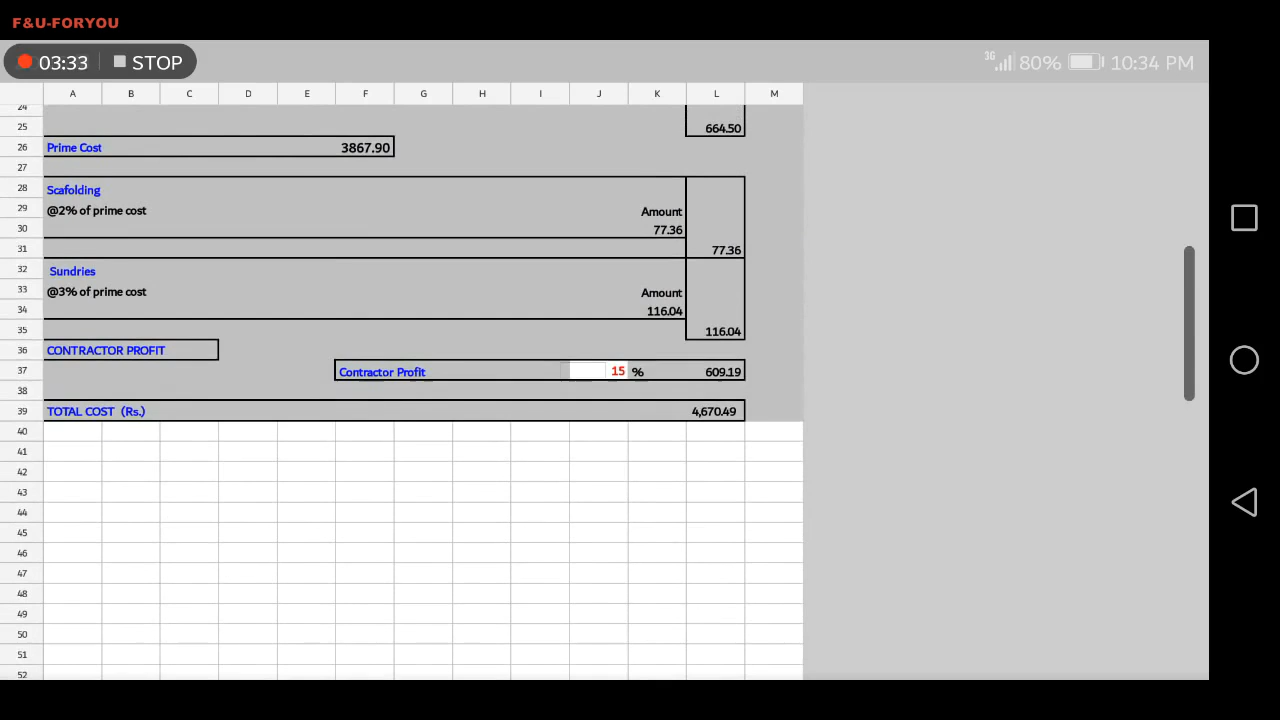 F&U-FORYOU
03:33 STOP 3G 80% 10:34 PM
A B C D E F G H I J K L M
24
25 664.50
26 Prime Cost 3867.90
27
28 Scafolding
29 @2% of prime cost Amount
30 77.36
31 77.36
32 Sundries
33 @3% of prime cost Amount
34 116.04
35 116.04
36 CONTRACTOR PROFIT
37 Contractor Profit 15 % 609.19
38
39 TOTAL COST (Rs.) 4,670.49
40
41
42
43
44
45
46
47
48
49
50
51
52